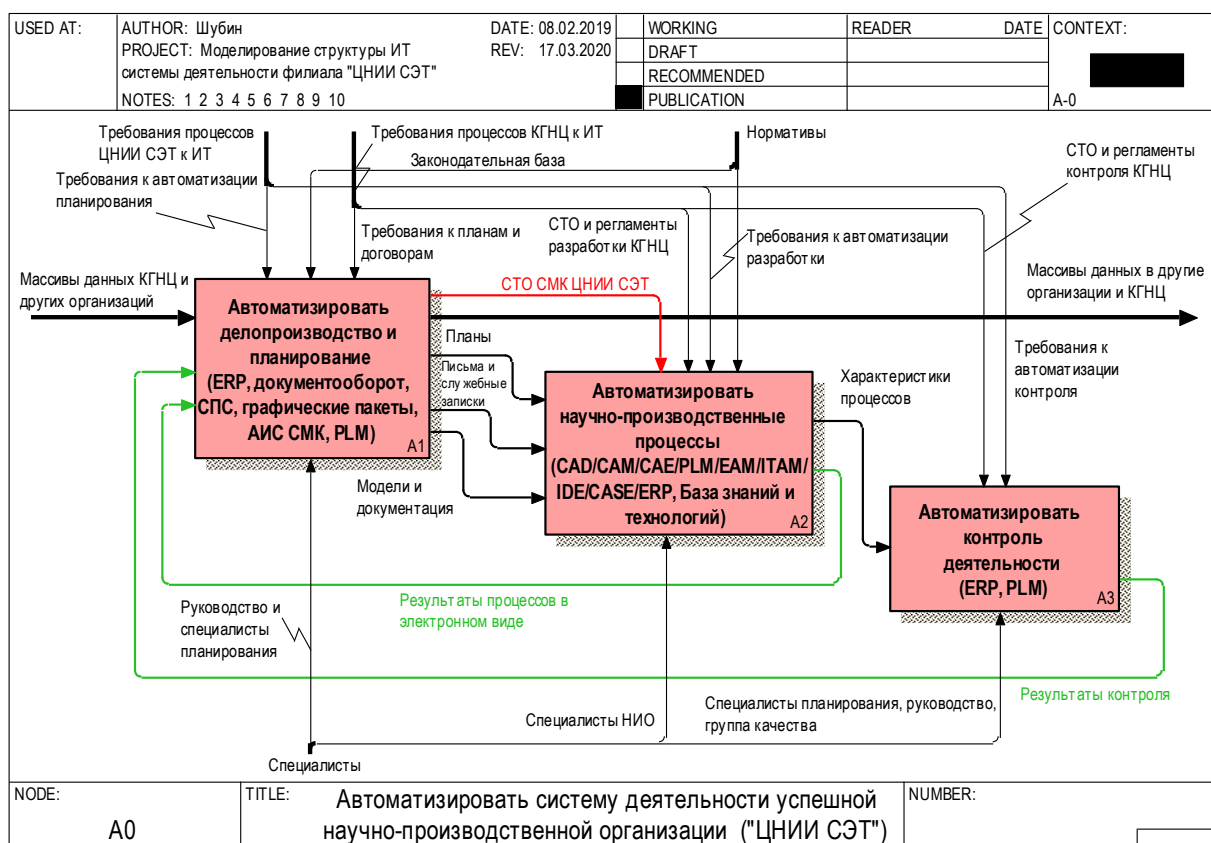 USED AT:
AUTHOR: Шубин
DATE: 08.02.2019
PROJECT: Моделирование структуры ИТ
REV: 17.03.2020
системы деятельности филиала "ЦНИИ СЭТ"
NOTES: 1 2 3 4 5 6 7 8 9 10
WORKING
DRAFT
RECOMMENDED
PUBLICATION
READER
DATE
CONTEXT:
A-0
Требования процессов
ЦНИИ СЭТ к ИТ
Требования процессов КГНЦ к ИТ
Нормативы
Законодательная база
СТО и регламенты
контроля КГНЦ
Требования к автоматизации
планирования
Требования к планам и
договорам
СТО и регламенты
разработки КГНЦ
Требования к автоматизации
разработки
Массивы данных КГНЦ и
других организаций
СТО СМК ЦНИИ СЭТ
Массивы данных в другие
организации и КГНЦ
Автоматизировать
делопроизводство и
планирование
(ERP, документооборот,
СПС, графические пакеты,
АИС СМК, PLM)
A1
Планы
Письма и
служебные
записки
Модели и
документация
Требования к
автоматизации
контроля
Автоматизировать
научно-производственные
процессы
(CAD/CAM/CAE/PLM/EAM/ITAM/
IDE/CASE/ERP, База знаний и
технологий)
A2
Характеристики
процессов
Автоматизировать
контроль
деятельности
(ERP, PLM)
A3
Результаты процессов в
электронном виде
Руководство и
специалисты
планирования
Результаты контроля
Специалисты НИО
Специалисты планирования, руководство,
группа качества
Специалисты
NODE:
A0
TITLE:
Автоматизировать систему деятельности успешной
научно-производственной организации ("ЦНИИ СЭТ")
NUMBER: